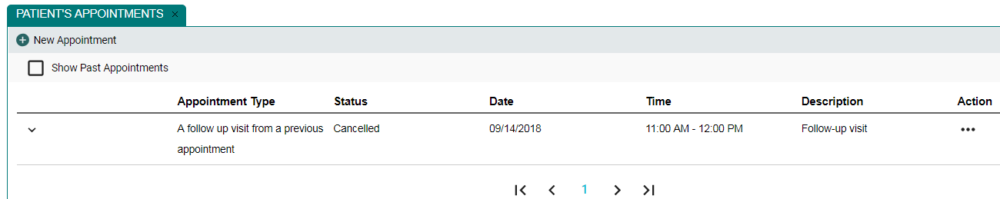 PATIENT'S APPOINTMENTS ×
New Appointment
Show Past Appointments
Appointment Type Status Date Time Description Action
A follow up visit from a previous Cancelled 09/14/2018 11:00 AM - 12:00 PM Follow-up visit •••
appointment
1